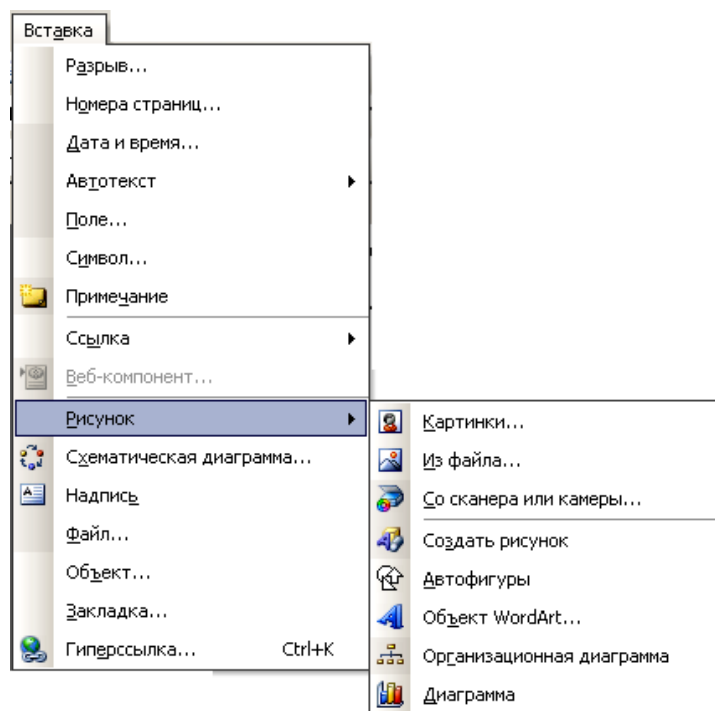 Вставка
Разрыв...
Номера страниц...
Дата и время...
Автотекст
Поле...
Символ...
Примечание
Ссылка
Веб-компонент...
Рисунок
Схематическая диаграмма...
Надпись
Файл...
Объект...
Закладка...
Гиперссылка... Ctrl+K
Картинки...
Из файла...
Со сканера или камеры...
Создать рисунок
Автофигуры
Объект WordArt...
Организационная диаграмма
Диаграмма